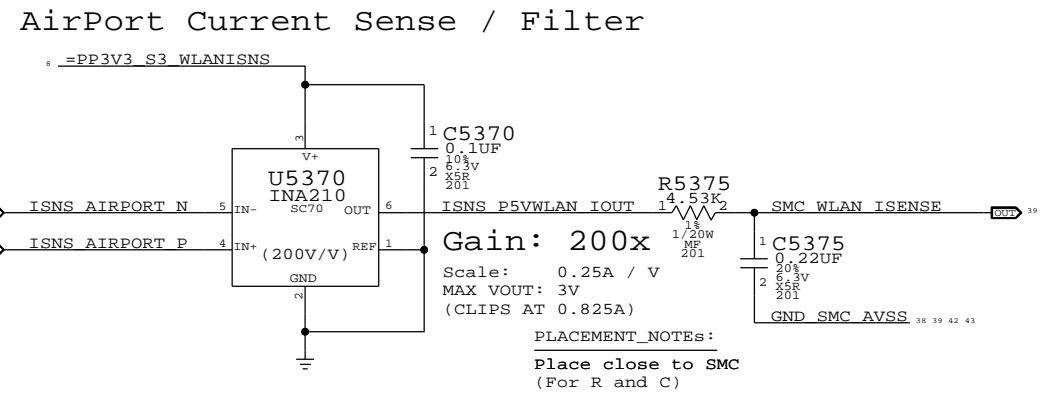 AirPort Current Sense / Filter
8 =PP3V3_S3_WLANISNS
3
V+
1 C5370
0.1UF
10%
6.3V
X5R
2 201
U5370
INA210
SC70
ISNS_AIRPORT_N 5 IN- OUT 6 ISNS_P5VWLAN_IOUT
R5375
4.53K
1 2
1%
1/20W
MF
201
SMC_WLAN_ISENSE OUT 39
ISNS_AIRPORT_P 4 IN+ (200V/V) REF 1
GND
2
Gain: 200x
Scale: 0.25A / V
MAX VOUT: 3V
(CLIPS AT 0.825A)
1 C5375
0.22UF
20%
6.3V
X5R
2 201
GND_SMC_AVSS 38 39 42 43
PLACEMENT_NOTEs:
Place close to SMC
(For R and C)